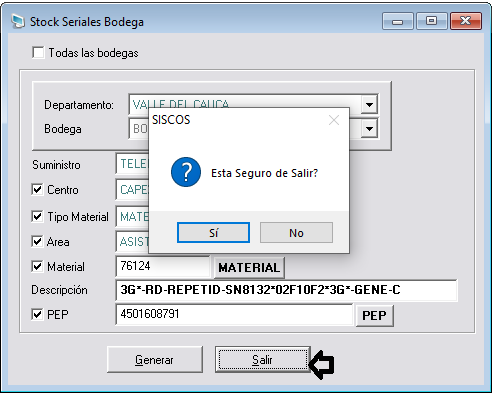 Stock Seriales Bodega
Todas las bodegas
Departamento: VALLE DEL CAUCA
Bodega BO
SISCOS
Esta Seguro de Salir?
Sí No
Suministro TELE
Centro CAPE
Tipo Material MATE
Area ASIST
Material 76124 MATERIAL
Descripción 3G*-RD-REPETID-SN8132*02F10F2*3G*-GENE-C
PEP 4501608791 PEP
Generar Salir